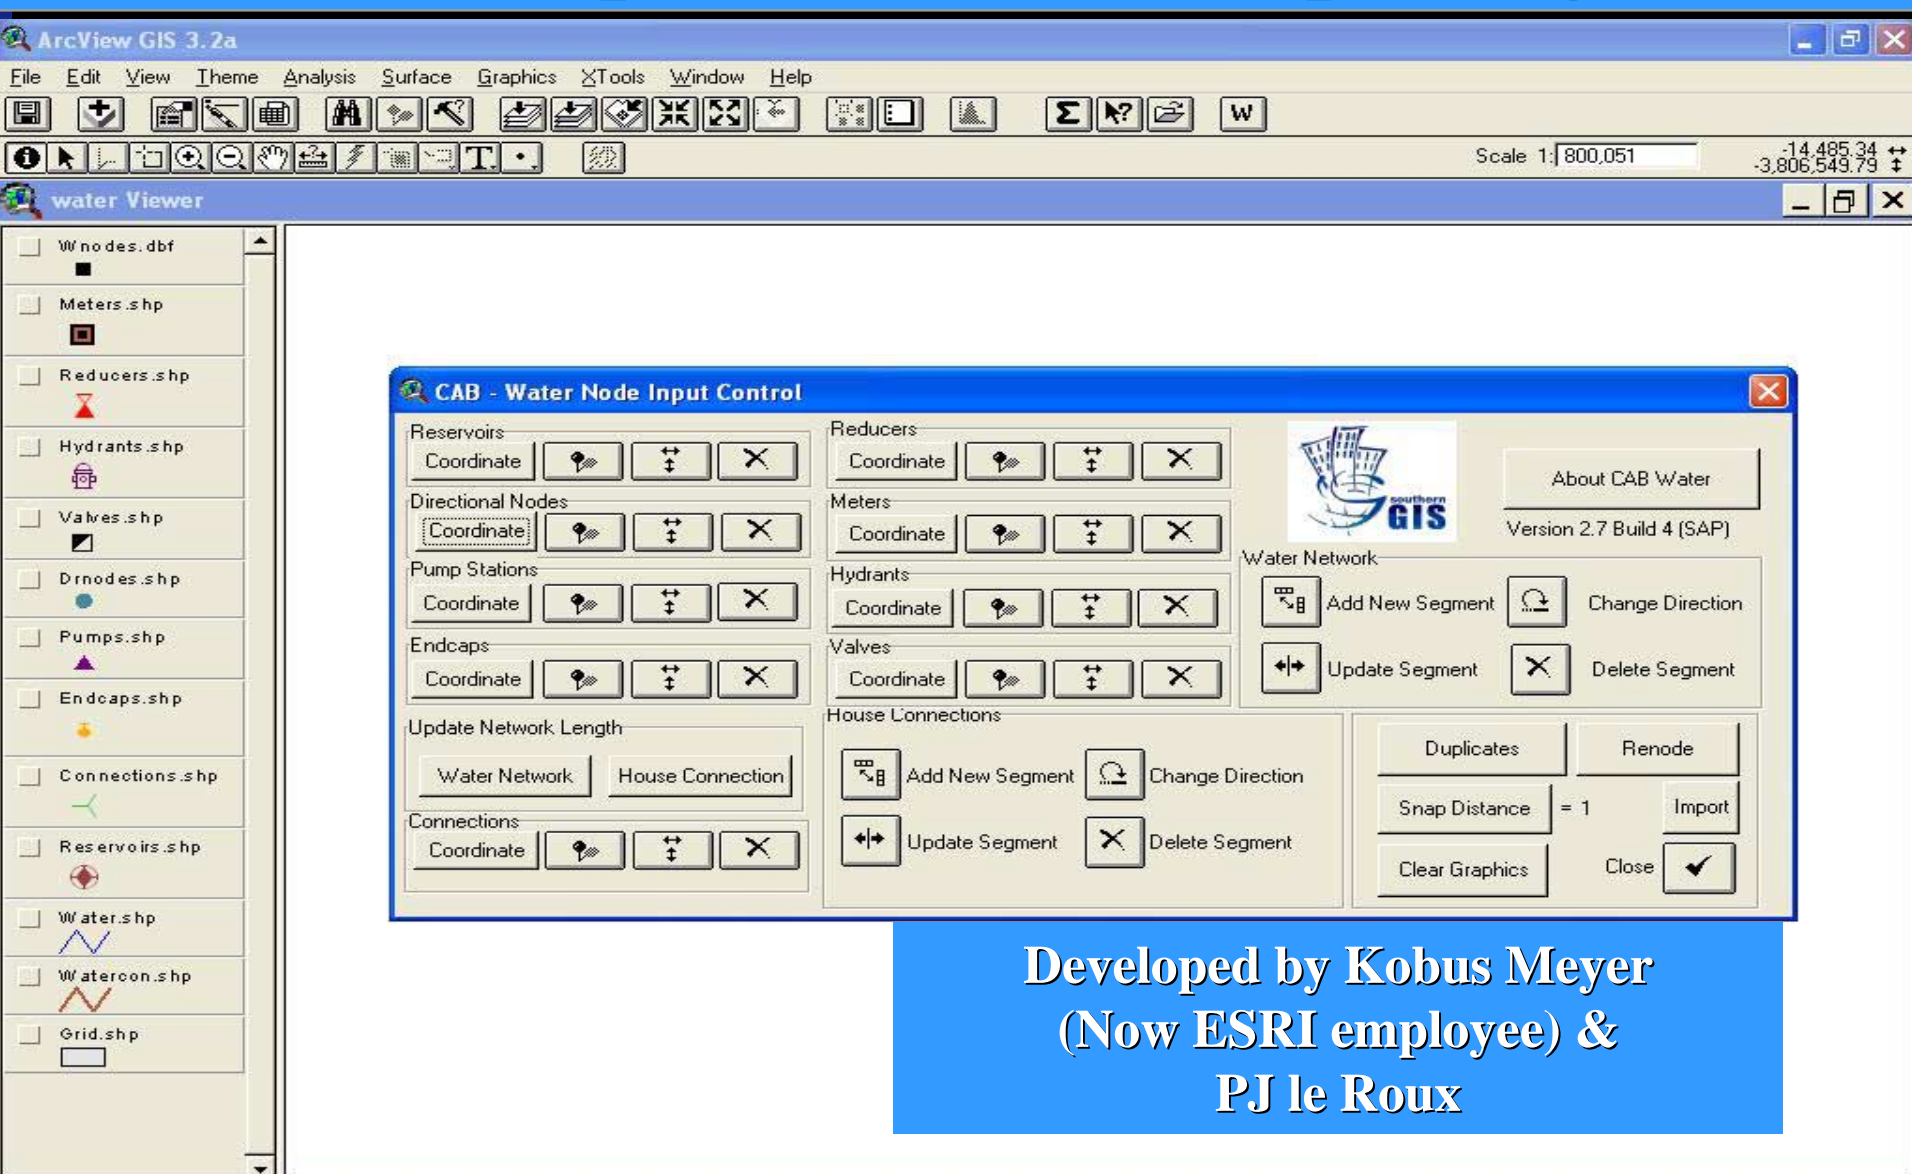 ArcView GIS 3.2a
File Edit View Theme Analysis Surface Graphics XTools Window Help
Σ ? W
T
Scale 1: 800,051
-14,485.34
-3,806,549.79
water Viewer
Wnodes.dbf
Meters.shp
Reducers.shp
Hydrants.shp
Valves.shp
Drnodes.shp
Pumps.shp
Endcaps.shp
Connections.shp
Reservoirs.shp
Water.shp
Watercon.shp
Grid.shp
CAB - Water Node Input Control
Reservoirs
Coordinate
Directional Nodes
Coordinate
Pump Stations
Coordinate
Endcaps
Coordinate
Update Network Length
Water Network House Connection
Connections
Coordinate
Reducers
Coordinate
Meters
Coordinate
Hydrants
Coordinate
Valves
Coordinate
House Connections
Add New Segment Change Direction
Update Segment Delete Segment
southern
GIS
About CAB Water
Version 2.7 Build 4 (SAP)
Water Network
Add New Segment Change Direction
Update Segment Delete Segment
Duplicates Renode
Snap Distance = 1 Import
Clear Graphics Close
Developed by Kobus Meyer
(Now ESRI employee) &
PJ le Roux